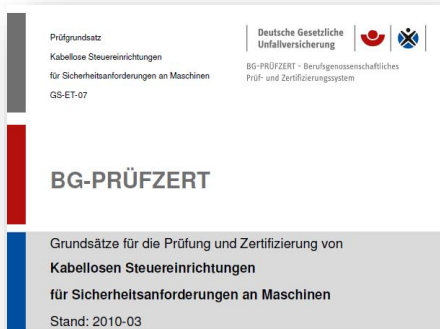 Prüfgrundsatz
Kabellose Steuereinrichtungen
für Sicherheitsanforderungen an Maschinen
GS-ET-07
Deutsche Gesetzliche
Unfallversicherung
BG-PRÜFZERT - Berufsgenossenschaftliches
Prüf- und Zertifizierungssystem
BG-PRÜFZERT
Grundsätze für die Prüfung und Zertifizierung von
Kabellosen Steuereinrichtungen
für Sicherheitsanforderungen an Maschinen
Stand: 2010-03